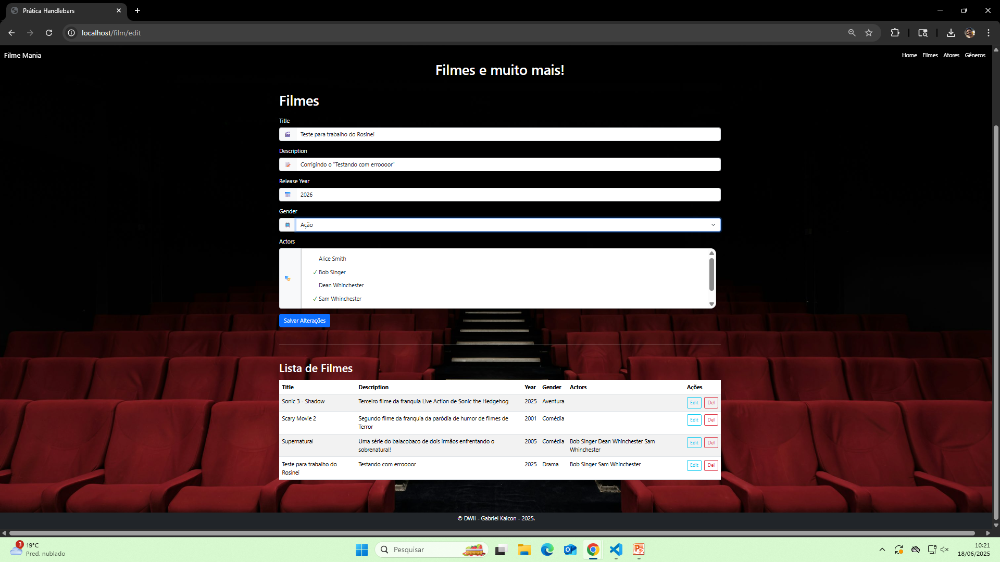 Prática Handlebars
localhost/film/edit
Filme Mania
Home Filmes Atores Gêneros
Filmes e muito mais!
Filmes
Title
Teste para trabalho do Rosinei
Description
Corrigindo o "Testando com erroooor"
Release Year
2026
Gender
Ação
Actors
Alice Smith
✓ Bob Singer
Dean Whinchester
✓ Sam Whinchester
Salvar Alterações
Lista de Filmes
Title Description Year Gender Actors Ações
Sonic 3 - Shadow Terceiro filme da franquia Live Action de Sonic the Hedgehog 2025 Aventura Edit Del
Scary Movie 2 Segundo filme da franquia da paródia de humor de filmes de 2001 Comédia Edit Del
Terror
Supernatural Uma série do balacobaco de dois irmãos enfrentando o 2005 Comédia Bob Singer Dean Whinchester Sam Edit Del
sobrenatural! Whinchester
Teste para trabalho do Testando com erroooor 2025 Drama Bob Singer Sam Whinchester Edit Del
Rosinei
© DWII - Gabriel Kaicon - 2025.
3
19°C
Pred. nublado
Pesquisar
10:21
18/06/2025